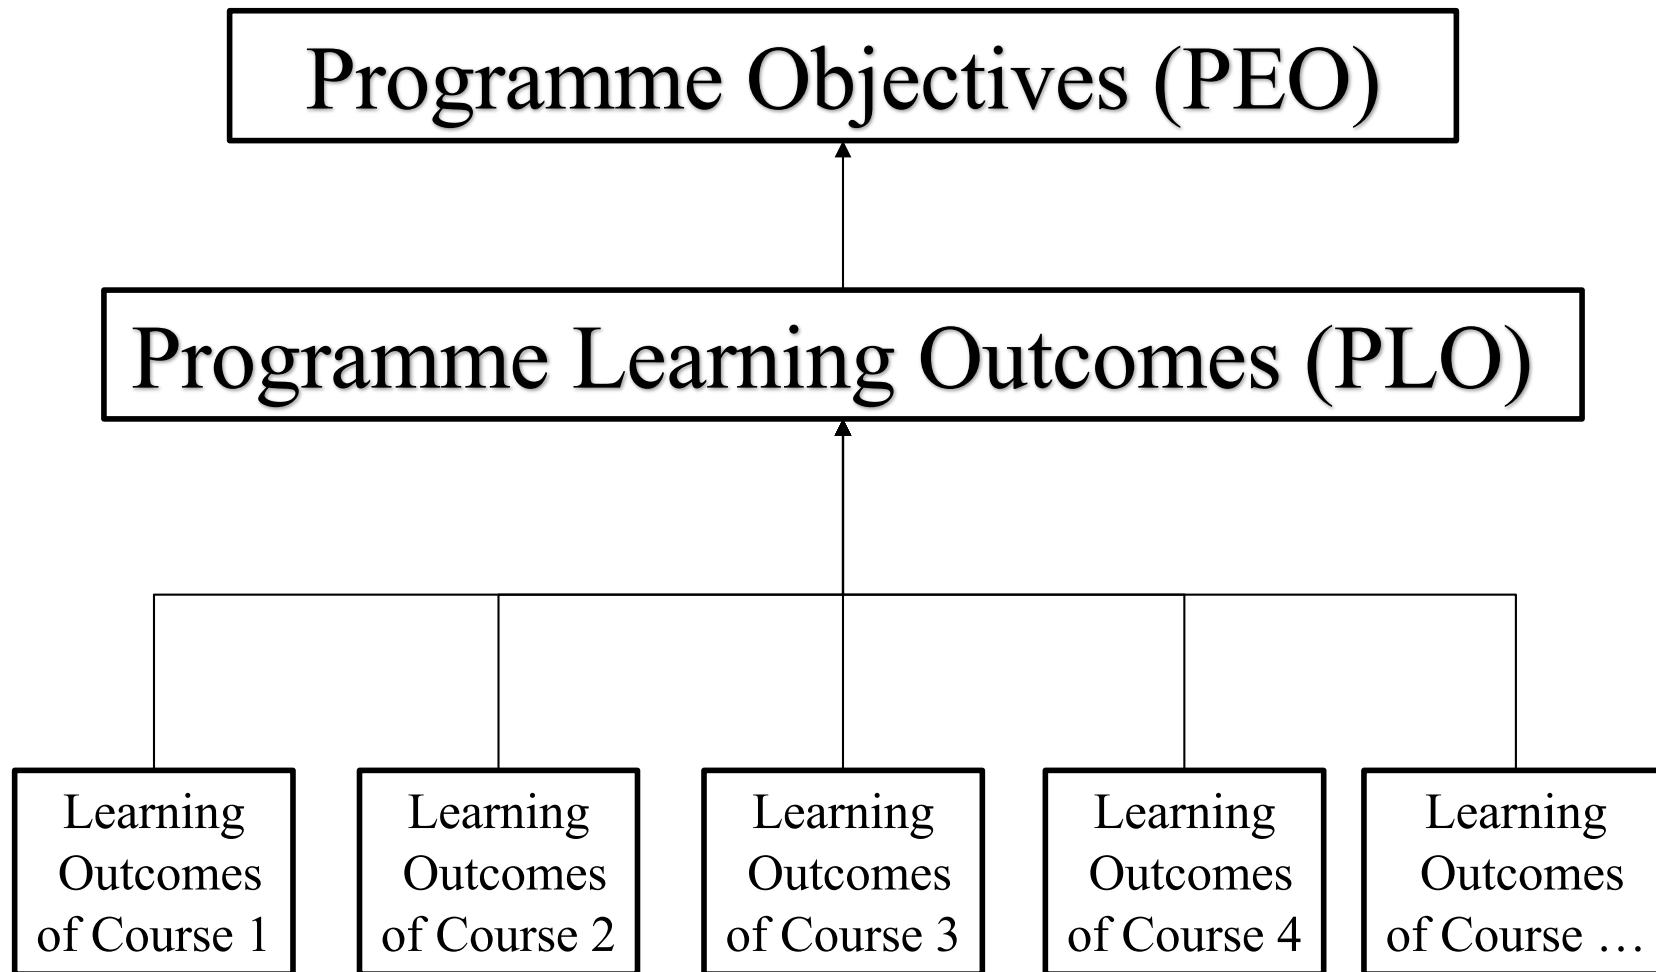 Programme Objectives (PEO)
Programme Learning Outcomes (PLO)
Learning
Outcomes
of Course 1
Learning
Outcomes
of Course 2
Learning
Outcomes
of Course 3
Learning
Outcomes
of Course 4
Learning
Outcomes
of Course …